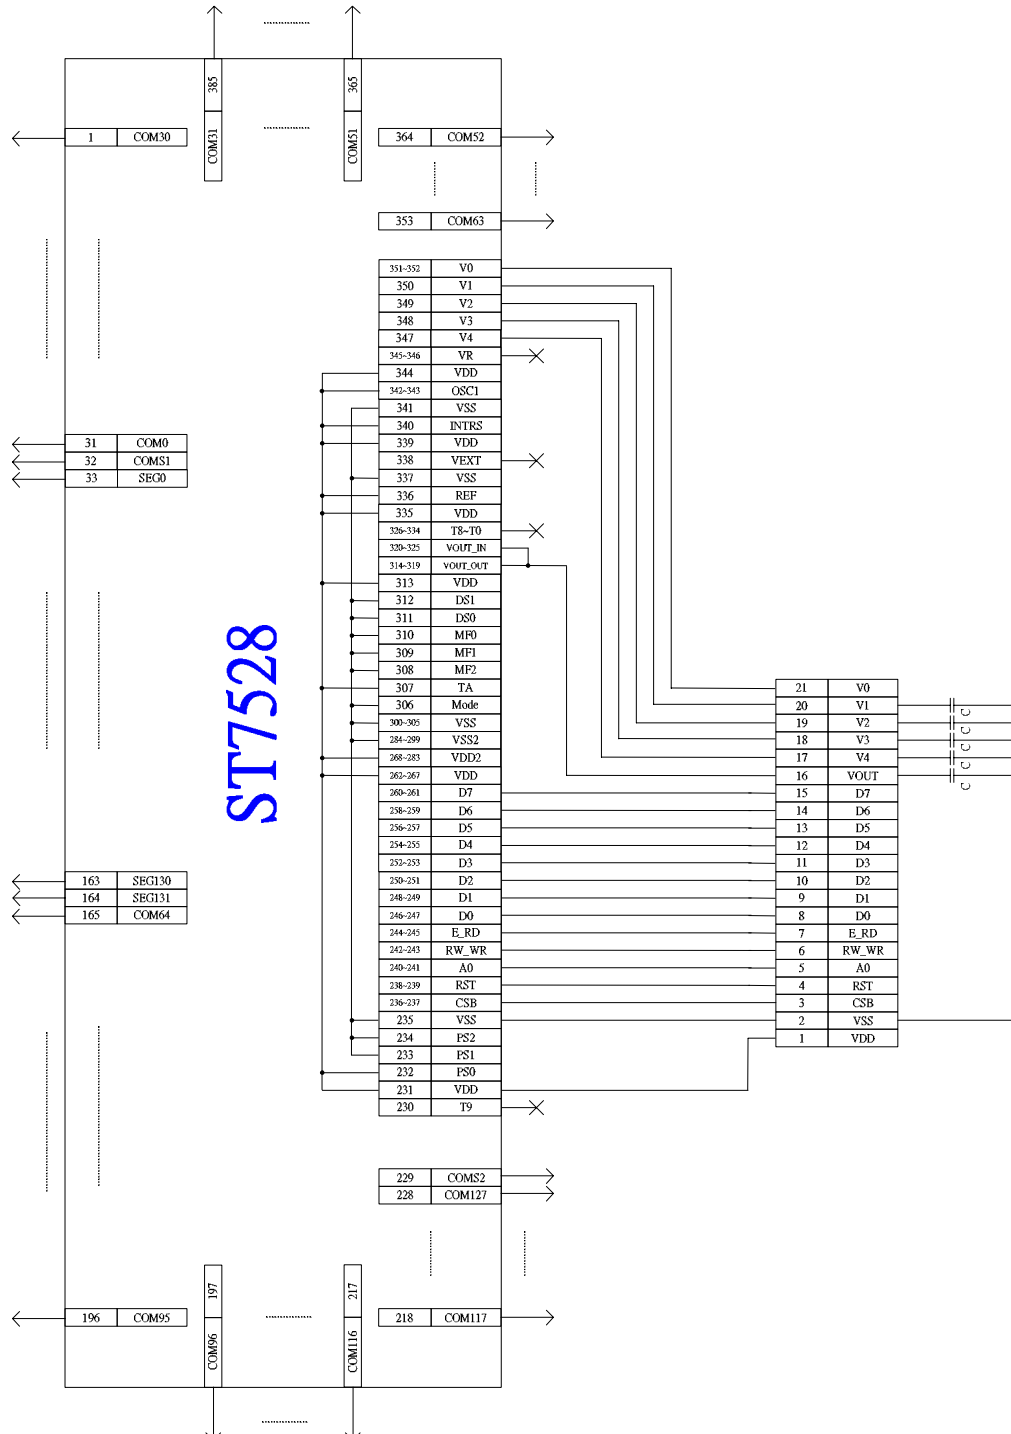 385
COM31
365
COM51
1 COM30
364 COM52
353 COM63
351~352 V0
350 V1
349 V2
348 V3
347 V4
345~346 VR
344 VDD
342~343 OSC1
341 VSS
340 INTRS
339 VDD
338 VEXT
337 VSS
336 REF
335 VDD
326~334 T8~T0
320~325 VOUT_IN
314~319 VOUT_OUT
313 VDD
312 DS1
311 DS0
310 MF0
309 MF1
308 MF2
307 TA
306 Mode
300~305 VSS
284~299 VSS2
268~283 VDD2
262~267 VDD
260~261 D7
258~259 D6
256~257 D5
254~255 D4
252~253 D3
250~251 D2
248~249 D1
246~247 D0
244~245 E_RD
242~243 RW_WR
240~241 A0
238~239 RST
236~237 CSB
235 VSS
234 PS2
233 PS1
232 PS0
231 VDD
230 T9
31 COM0
32 COMS1
33 SEG0
ST7528
163 SEG130
164 SEG131
165 COM64
21 V0
20 V1
19 V2
18 V3
17 V4
16 VOUT
15 D7
14 D6
13 D5
12 D4
11 D3
10 D2
9 D1
8 D0
7 E_RD
6 RW_WR
5 A0
4 RST
3 CSB
2 VSS
1 VDD
C
C
C
C
C
229 COMS2
228 COM127
196 COM95
197
COM96
217
COM116
218 COM117